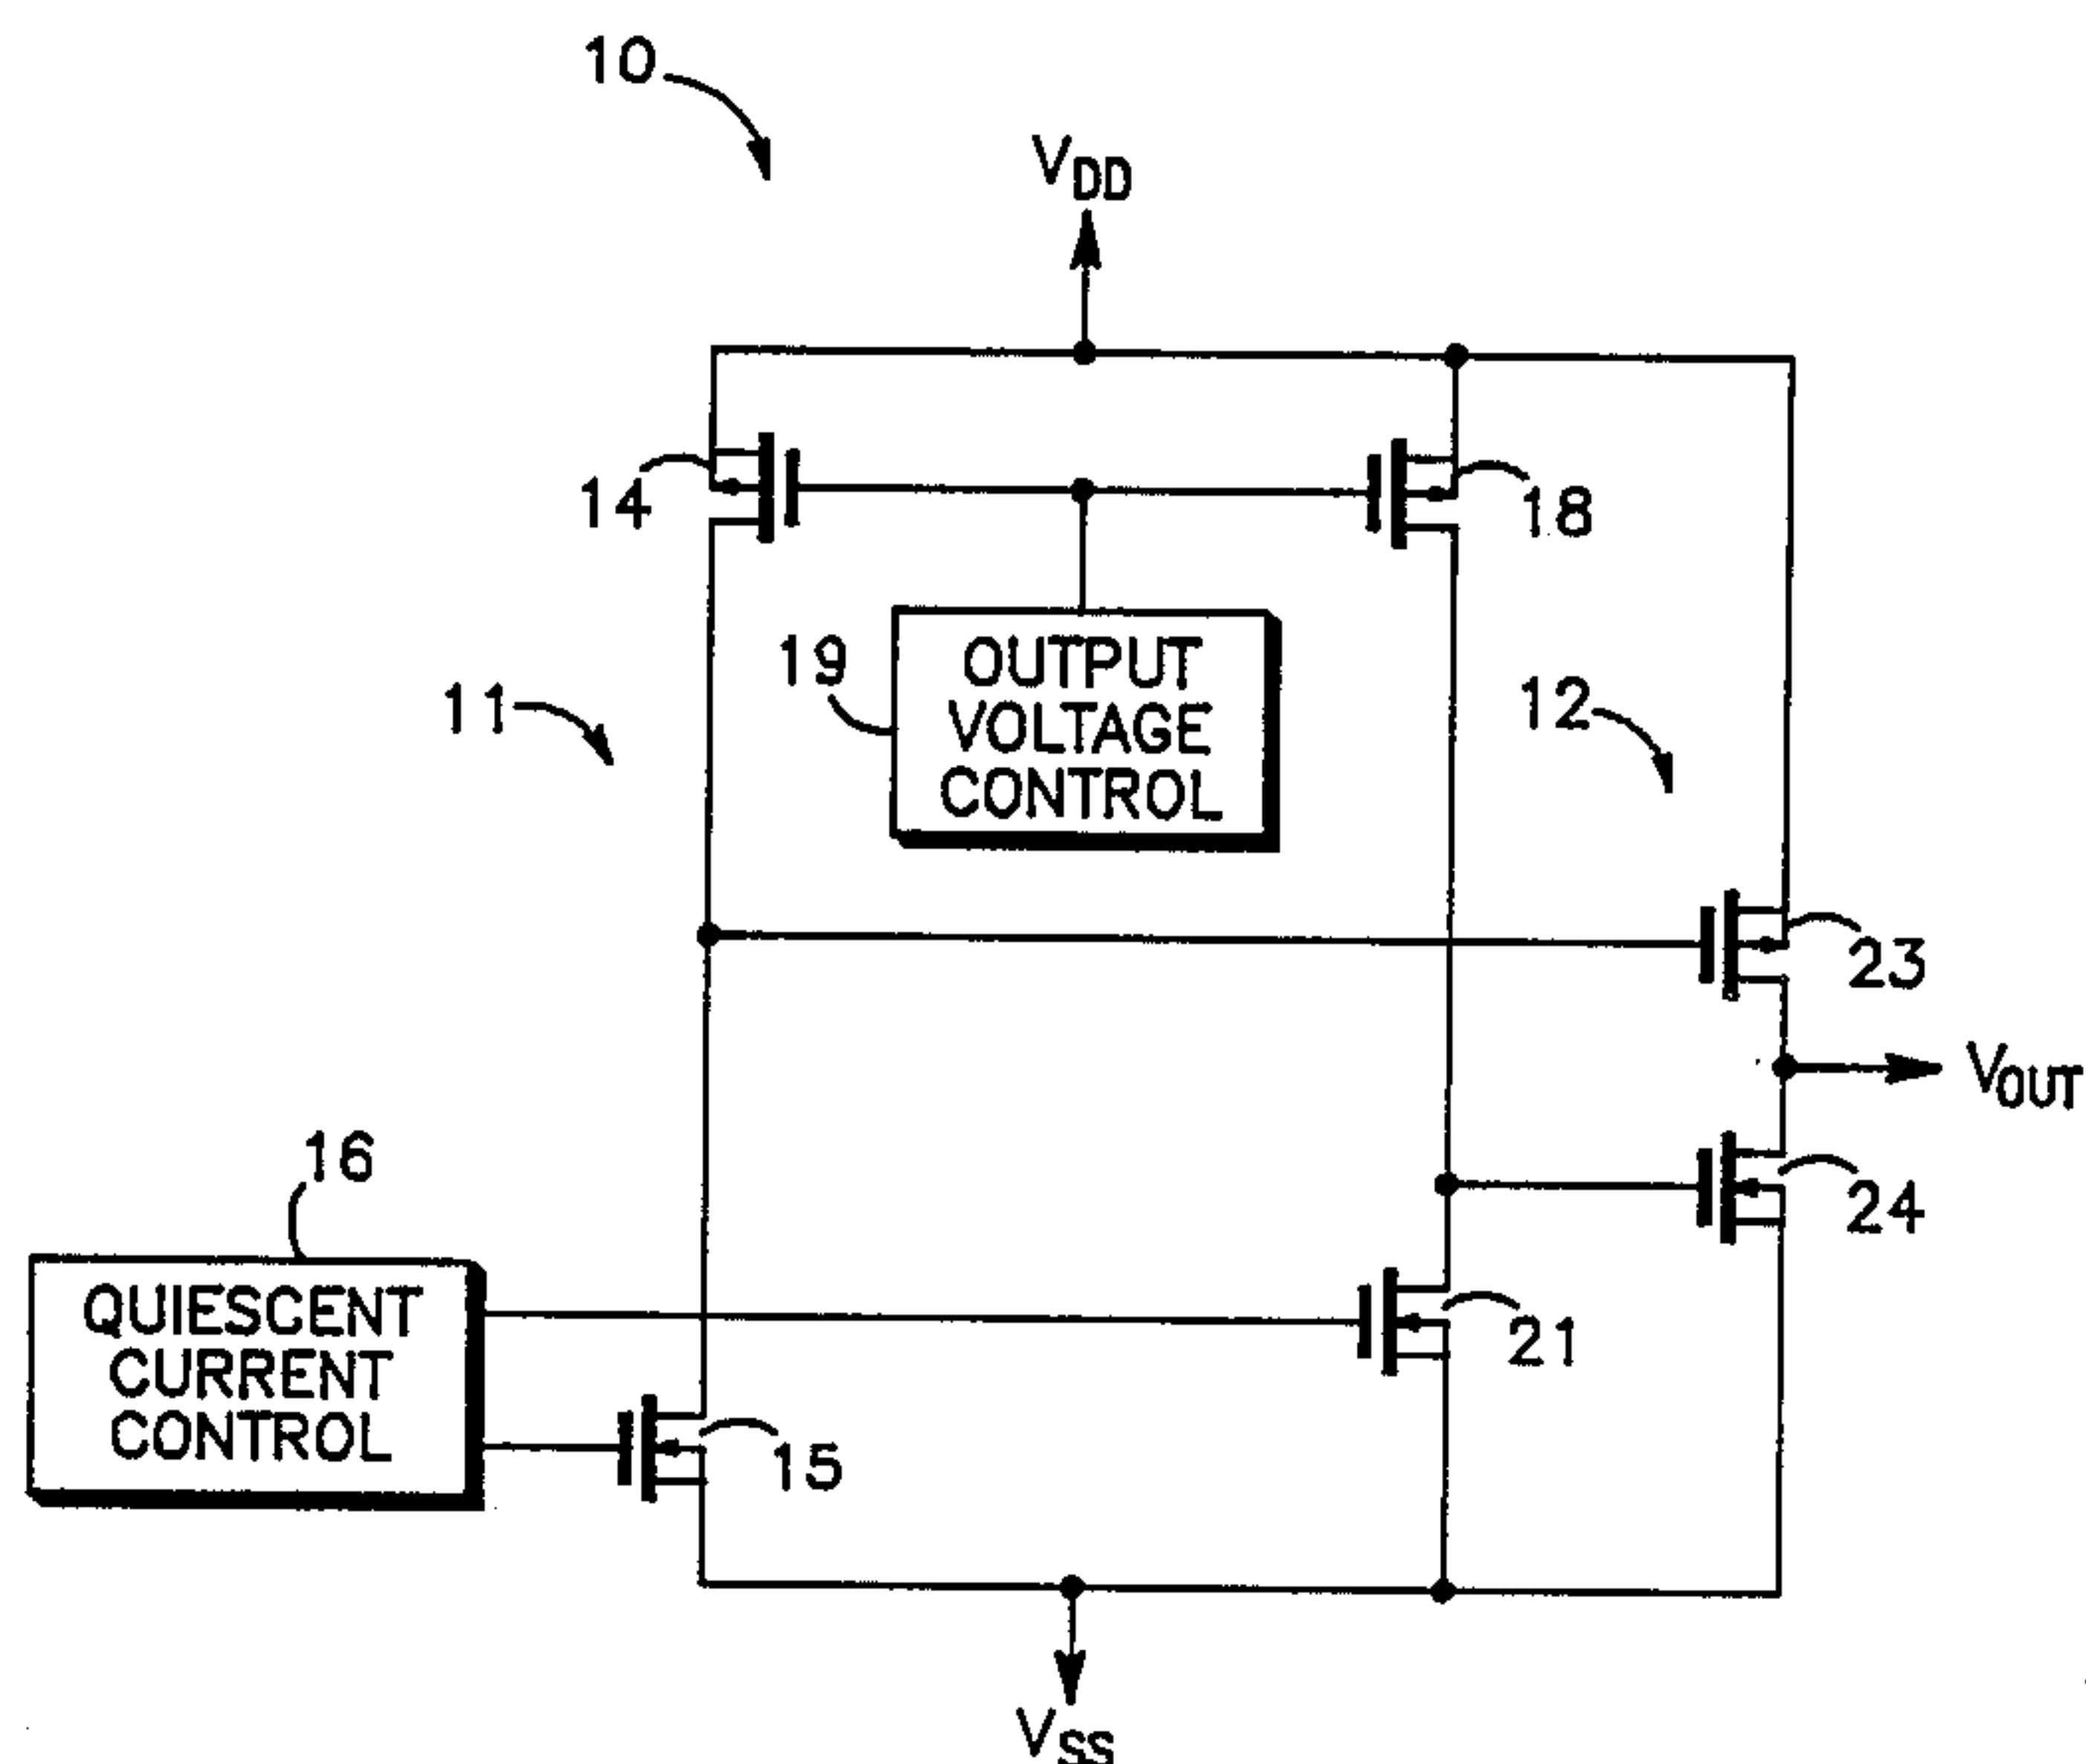 10
VDD
14
18
19
OUTPUT
VOLTAGE
CONTROL
11
12
23
VOUT
24
16
QUIESCENT
CURRENT
CONTROL
21
15
VSS